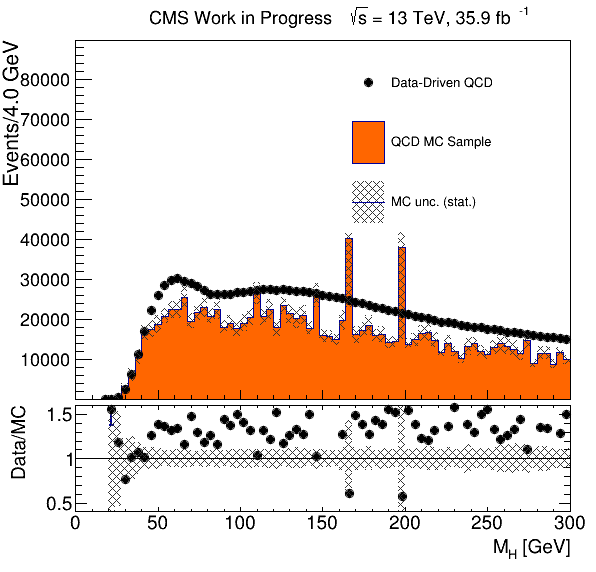 CMS Work in Progress √s = 13 TeV, 35.9 fb⁻¹
Events/4.0 GeV
80000
70000
60000
50000
40000
30000
20000
10000
Data-Driven QCD
QCD MC Sample
MC unc. (stat.)
Data/MC
1.5
1
0.5
0 50 100 150 200 250 300
M_H [GeV]